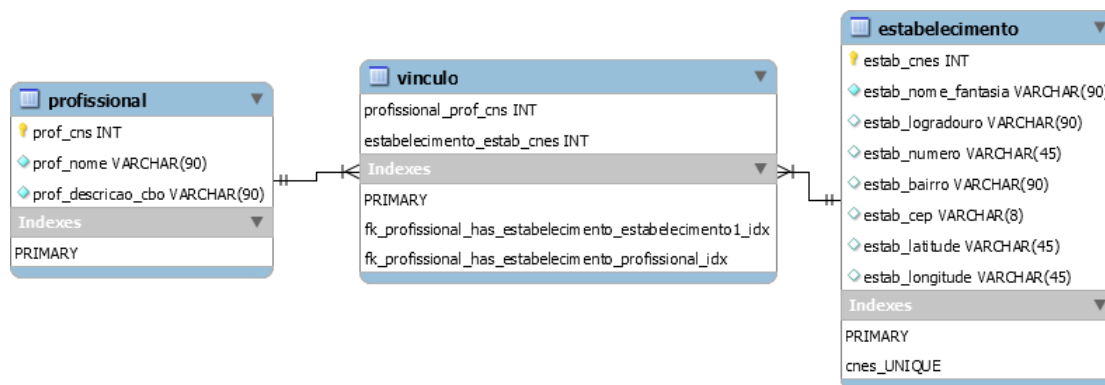 profissional
prof_cns INT
prof_nome VARCHAR(90)
prof_descricao_cbo VARCHAR(90)
Indexes
PRIMARY
vinculo
profissional_prof_cns INT
estabelecimento_estab_cnes INT
Indexes
PRIMARY
fk_profissional_has_estabelecimento_estabelecimento1_idx
fk_profissional_has_estabelecimento_profissional_idx
estabelecimento
estab_cnes INT
estab_nome_fantasia VARCHAR(90)
estab_logradouro VARCHAR(90)
estab_numero VARCHAR(45)
estab_bairro VARCHAR(90)
estab_cep VARCHAR(8)
estab_latitude VARCHAR(45)
estab_longitude VARCHAR(45)
Indexes
PRIMARY
cnes_UNIQUE